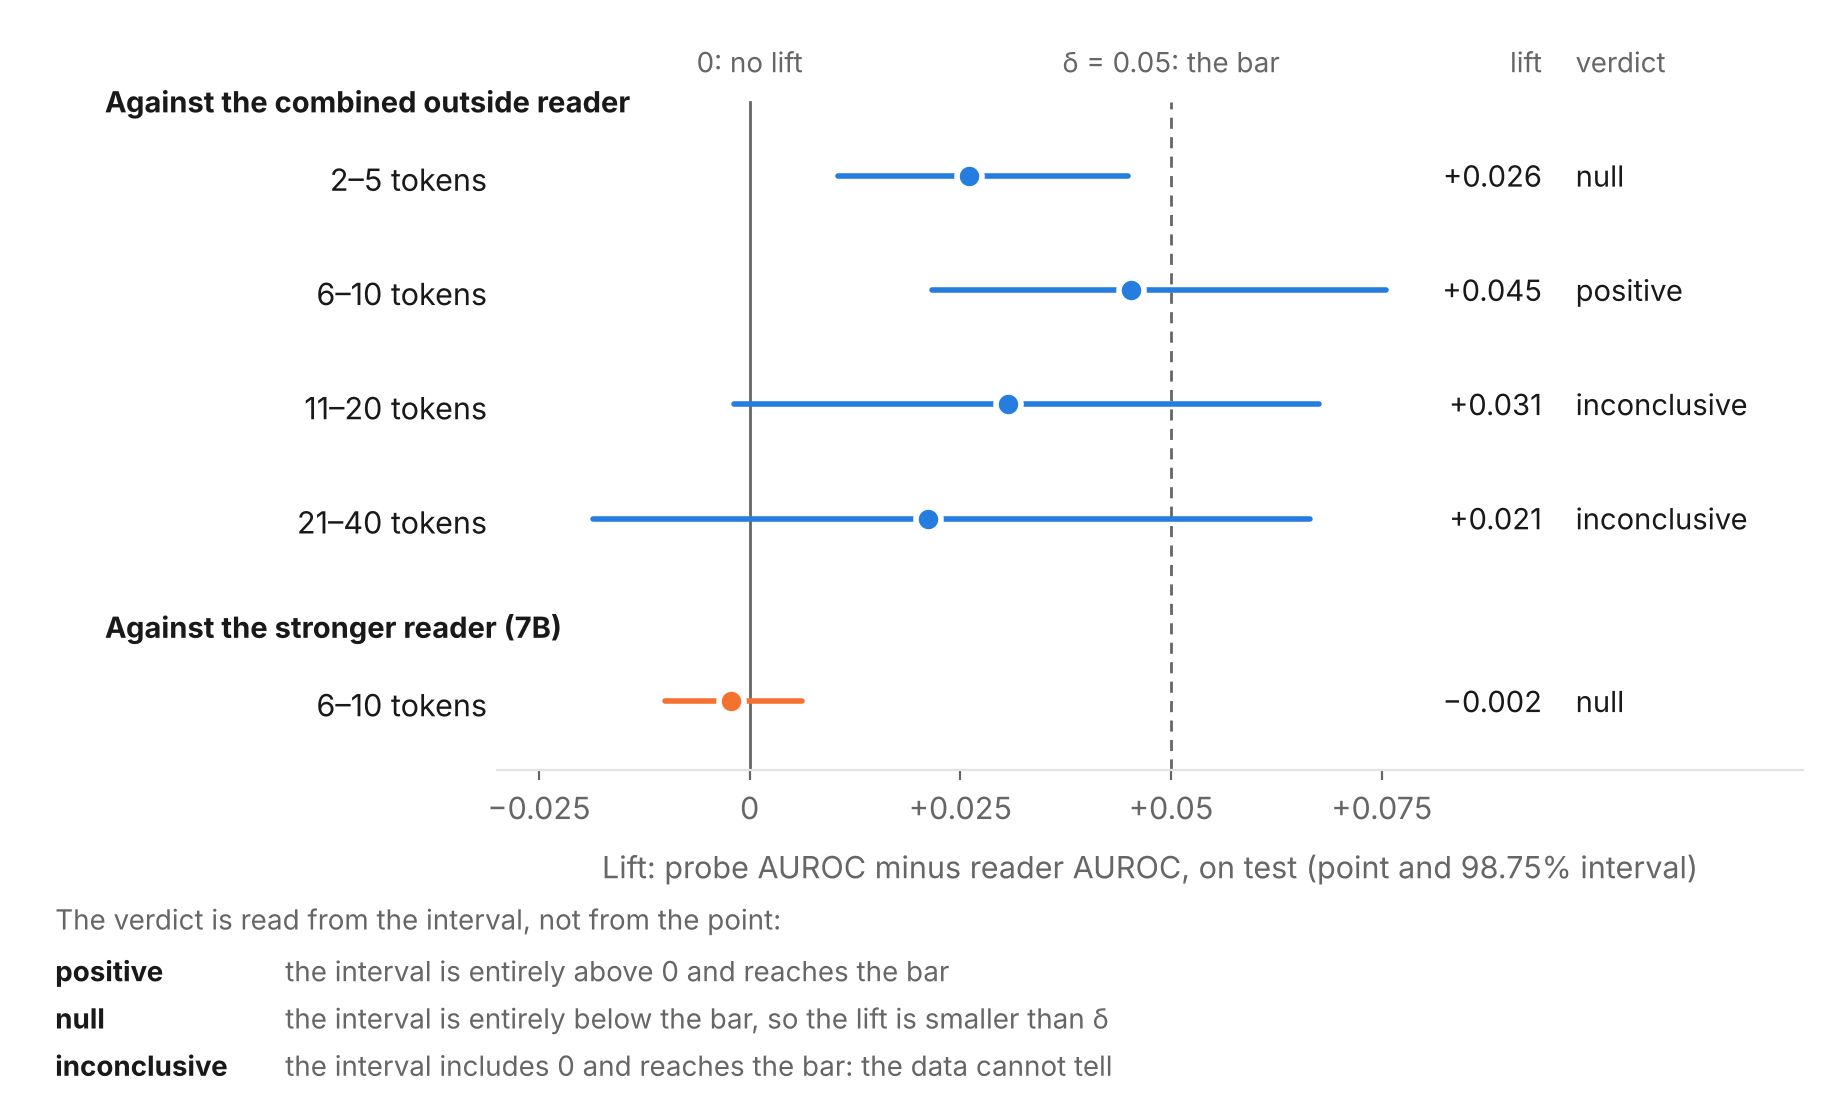 0: no lift    δ = 0.05: the bar    lift    verdict
Against the combined outside reader
2–5 tokens    +0.026    null
6–10 tokens    +0.045    positive
11–20 tokens    +0.031    inconclusive
21–40 tokens    +0.021    inconclusive
Against the stronger reader (7B)
6–10 tokens    −0.002    null
−0.025    0    +0.025    +0.05    +0.075
Lift: probe AUROC minus reader AUROC, on test (point and 98.75% interval)
The verdict is read from the interval, not from the point:
positive    the interval is entirely above 0 and reaches the bar
null    the interval is entirely below the bar, so the lift is smaller than δ
inconclusive    the interval includes 0 and reaches the bar: the data cannot tell